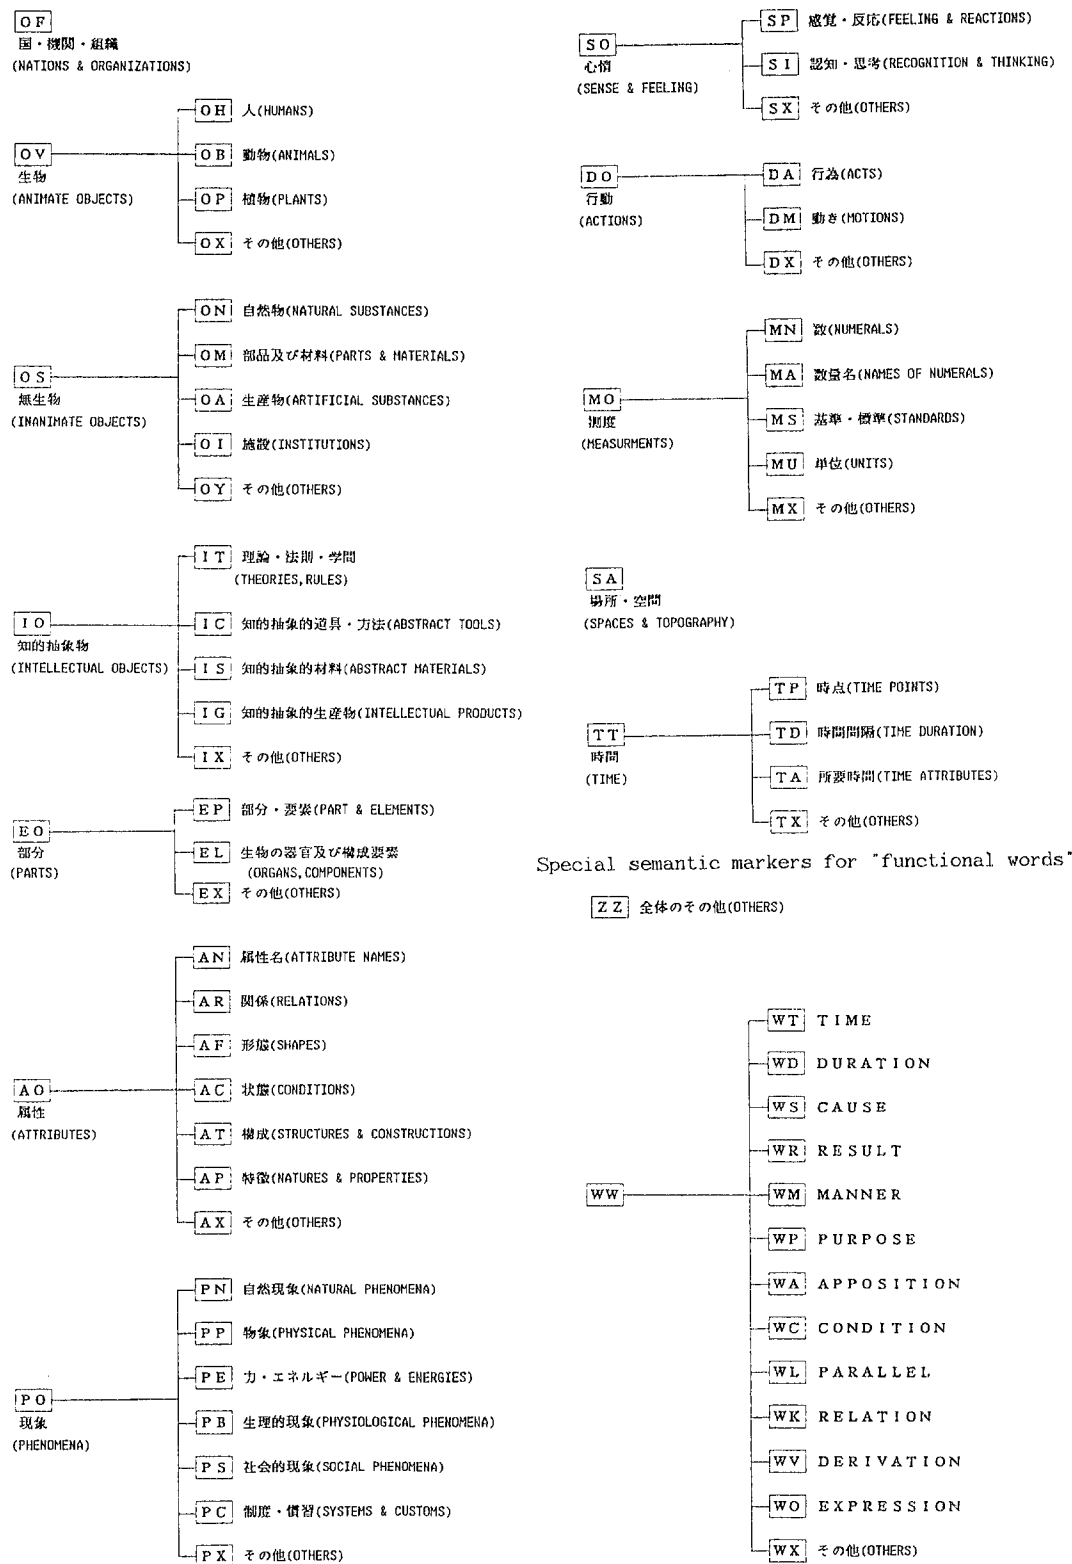 OF
国・機関・組織
(NATIONS & ORGANIZATIONS)
OH 人(HUMANS)
OV
OB 動物(ANIMALS)
生物
(ANIMATE OBJECTS)
OP 植物(PLANTS)
OX その他(OTHERS)
ON 自然物(NATURAL SUBSTANCES)
OM 部品及び材料(PARTS & MATERIALS)
OS
無生物
(INANIMATE OBJECTS)
OA 生産物(ARTIFICIAL SUBSTANCES)
OI 施設(INSTITUTIONS)
OY その他(OTHERS)
IT 理論・法則・学問
(THEORIES,RULES)
IO
知的抽象物
(INTELLECTUAL OBJECTS)
IC 知的抽象的道具・方法(ABSTRACT TOOLS)
IS 知的抽象的材料(ABSTRACT MATERIALS)
IG 知的抽象的生産物(INTELLECTUAL PRODUCTS)
IX その他(OTHERS)
EP 部分・要素(PART & ELEMENTS)
EO
部分
(PARTS)
EL 生物の器官及び構成要素
(ORGANS,COMPONENTS)
EX その他(OTHERS)
AN 属性名(ATTRIBUTE NAMES)
AR 関係(RELATIONS)
AF 形態(SHAPES)
AO
属性
(ATTRIBUTES)
AC 状態(CONDITIONS)
AT 構成(STRUCTURES & CONSTRUCTIONS)
AP 特徴(NATURES & PROPERTIES)
AX その他(OTHERS)
PN 自然現象(NATURAL PHENOMENA)
PP 物象(PHYSICAL PHENOMENA)
PE 力・エネルギー(POWER & ENERGIES)
PO
現象
(PHENOMENA)
PB 生理的現象(PHYSIOLOGICAL PHENOMENA)
PS 社会的現象(SOCIAL PHENOMENA)
PC 制度・慣習(SYSTEMS & CUSTOMS)
PX その他(OTHERS)
SP 感覚・反応(FEELING & REACTIONS)
SO
心情
(SENSE & FEELING)
SI 認知・思考(RECOGNITION & THINKING)
SX その他(OTHERS)
DO
行動
(ACTIONS)
DA 行為(ACTS)
DM 動き(MOTIONS)
DX その他(OTHERS)
MN 数(NUMERALS)
MA 数量名(NAMES OF NUMERALS)
MO
測度
(MEASURMENTS)
MS 基準・標準(STANDARDS)
MU 単位(UNITS)
MX その他(OTHERS)
SA
場所・空間
(SPACES & TOPOGRAPHY)
TP 時点(TIME POINTS)
TT
時間
(TIME)
TD 時間間隔(TIME DURATION)
TA 所要時間(TIME ATTRIBUTES)
TX その他(OTHERS)
Special semantic markers for "functional words"
ZZ 全体のその他(OTHERS)
WT TIME
WD DURATION
WS CAUSE
WR RESULT
WW
WM MANNER
WP PURPOSE
WA APPOSITION
WC CONDITION
WL PARALLEL
WK RELATION
WV DERIVATION
WO EXPRESSION
WX その他(OTHERS)